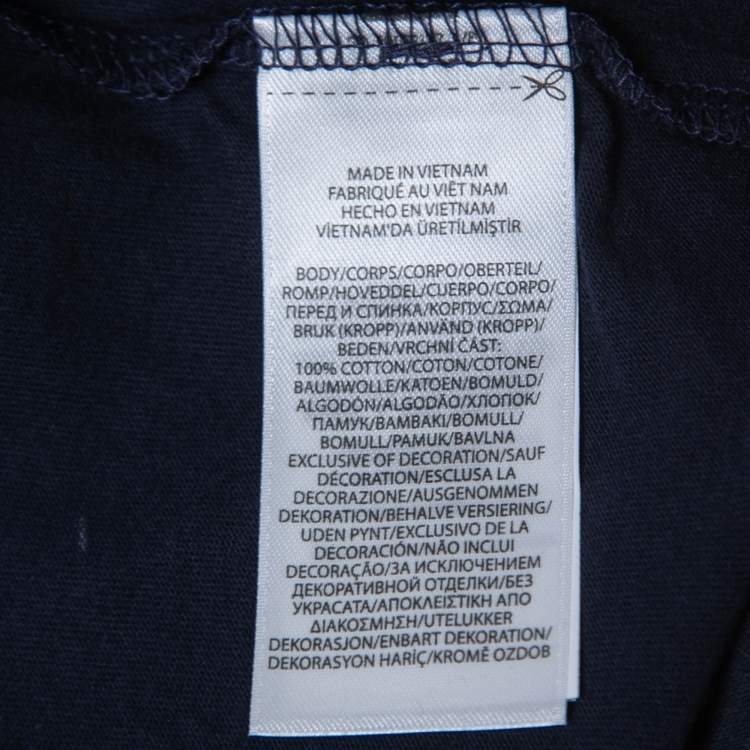 MADE IN VIETNAM
FABRIQUÉ AU VIÊT NAM
HECHO EN VIETNAM
VİETNAM'DA ÜRETİLMİŞTİR
BODY/CORPS/CORPO/OBERTEIL/
ROMP/HOVEDDEL/CUERPO/CORPO/
ПЕРЕД И СПИНКА/КОРПУС/ΣΩΜΑ/
BRUK (KROPP)/ANVÄND (KROPP)/
BEDEN/VRCHNÍ ČÁST:
100% COTTON/COTON/COTONE/
BAUMWOLLE/KATOEN/BOMULD/
ALGODÓN/ALGODÃO/ХЛОПОК/
ПАМУК/ΒΑΜΒΑΚΙ/BOMULL/
BOMULL/PAMUK/BAVLNA
EXCLUSIVE OF DECORATION/SAUF
DÉCORATION/ESCLUSA LA
DECORAZIONE/AUSGENOMMEN
DEKORATION/BEHALVE VERSIERING/
UDEN PYNT/EXCLUSIVO DE LA
DECORACIÓN/NÃO INCLUI
DECORAÇÃO/ЗА ИСКЛЮЧЕНИЕМ
ДЕКОРАТИВНОЙ ОТДЕЛКИ/БЕЗ
УКРАСАТА/ΑΠΟΚΛΕΙΣΤΙΚΗ ΑΠΟ
ΔΙΑΚΟΣΜΗΣΗ/UTELUKKER
DEKORASJON/ENBART DEKORATION/
DEKORASYON HARİÇ/KROMĚ OZDOB